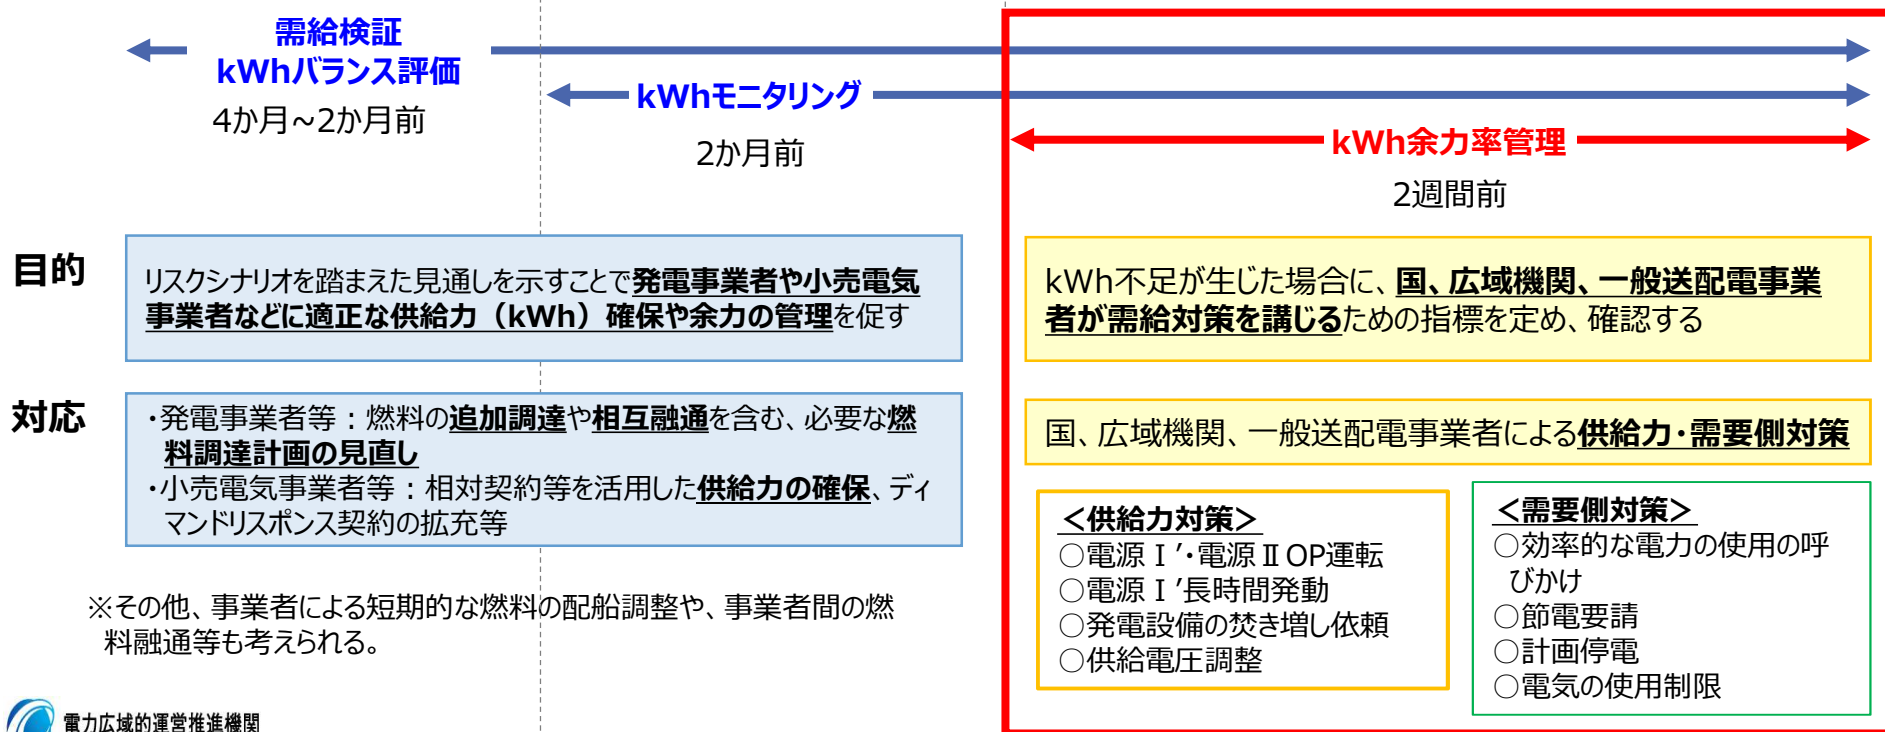 需給検証
kWhバランス評価
4か月~2か月前
kWhモニタリング
2か月前
kWh余力率管理
2週間前
目的
リスクシナリオを踏まえた見通しを示すことで発電事業者や小売電気
事業者などに適正な供給力（kWh）確保や余力の管理を促す
kWh不足が生じた場合に、国、広域機関、一般送配電事業
者が需給対策を講じるための指標を定め、確認する
対応
・発電事業者等：燃料の追加調達や相互融通を含む、必要な燃
料調達計画の見直し
・小売電気事業者等：相対契約等を活用した供給力の確保、ディ
マンドリスポンス契約の拡充等
国、広域機関、一般送配電事業者による供給力・需要側対策
＜供給力対策＞
○電源Ⅰ′・電源ⅡOP運転
○電源Ⅰ′長時間発動
○発電設備の焚き増し依頼
○供給電圧調整
＜需要側対策＞
○効率的な電力の使用の呼
びかけ
○節電要請
○計画停電
○電気の使用制限
※その他、事業者による短期的な燃料の配船調整や、事業者間の燃
料融通等も考えられる。
電力広域的運営推進機関